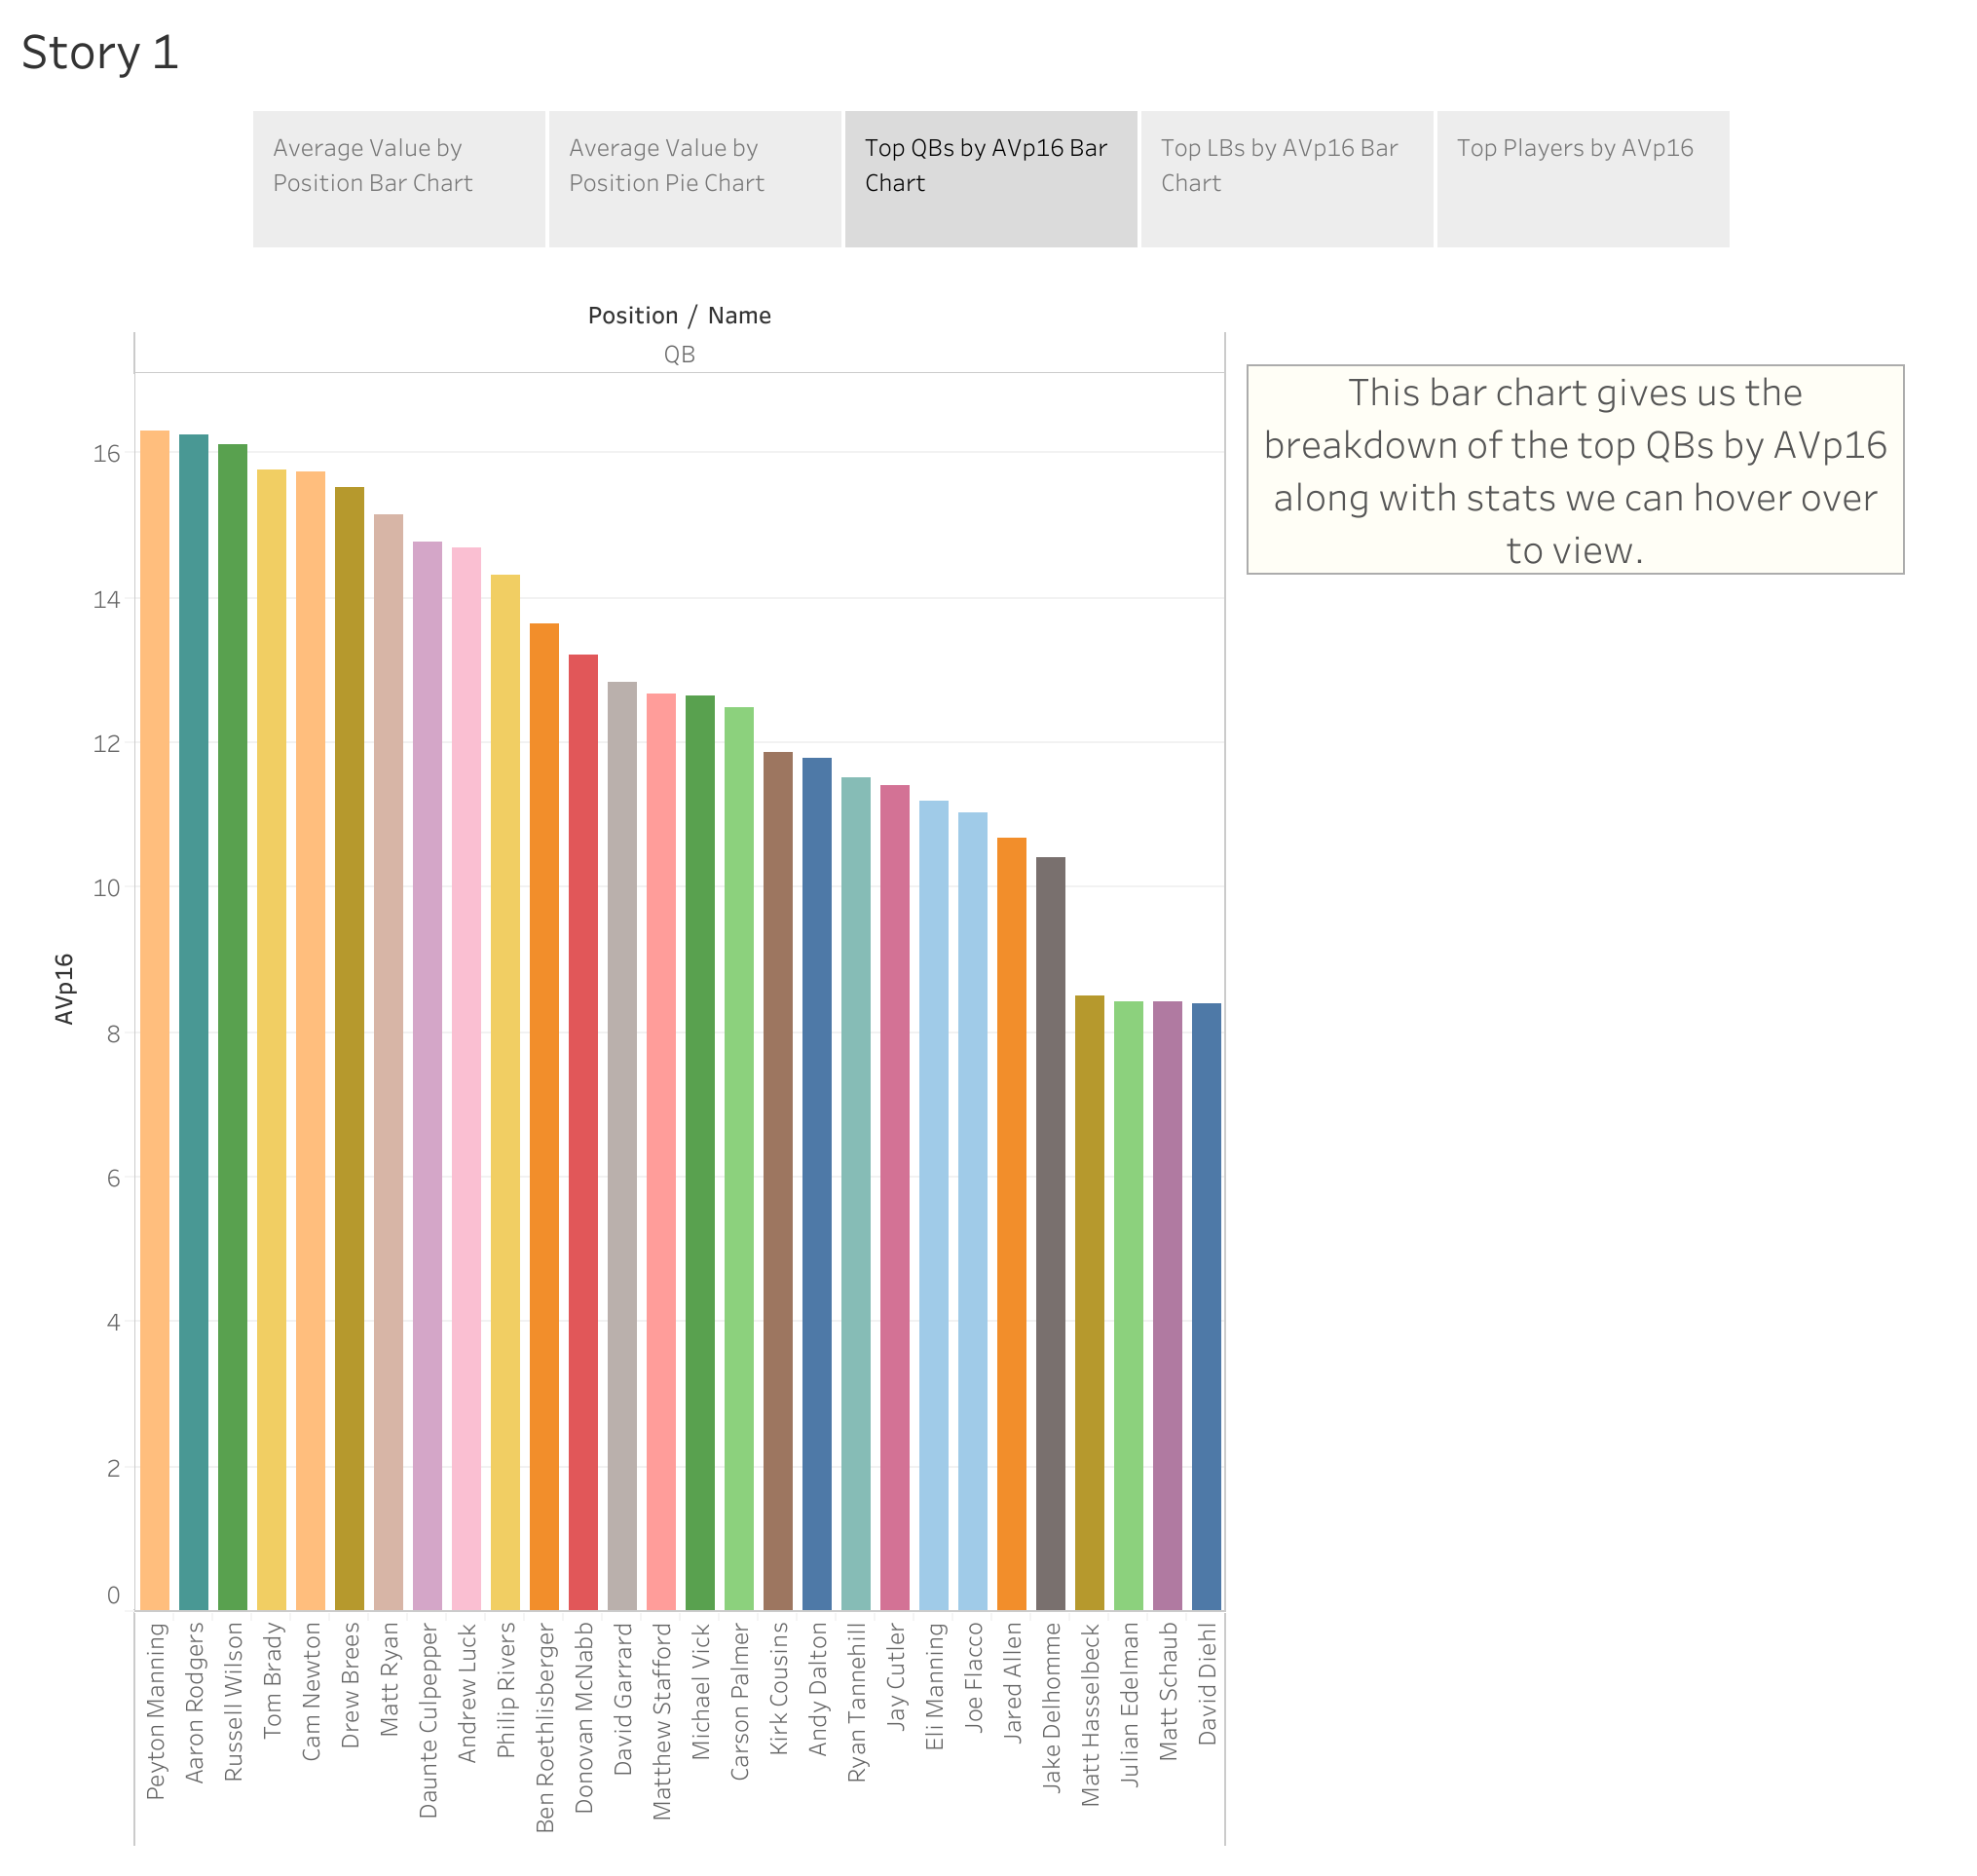 Story 1
Average Value by
Position Bar Chart
Average Value by
Position Pie Chart
Top QBs by AVp16 Bar
Chart
Top LBs by AVp16 Bar
Chart
Top Players by AVp16
Position / Name
QB
This bar chart gives us the
breakdown of the top QBs by AVp16
along with stats we can hover over
to view.
AVp16
16
14
12
10
8
6
4
2
0
Peyton Manning
Aaron Rodgers
Russell Wilson
Tom Brady
Cam Newton
Drew Brees
Matt Ryan
Daunte Culpepper
Andrew Luck
Philip Rivers
Ben Roethlisberger
Donovan McNabb
David Garrard
Matthew Stafford
Michael Vick
Carson Palmer
Kirk Cousins
Andy Dalton
Ryan Tannehill
Jay Cutler
Eli Manning
Joe Flacco
Jared Allen
Jake Delhomme
Matt Hasselbeck
Julian Edelman
Matt Schaub
David Diehl